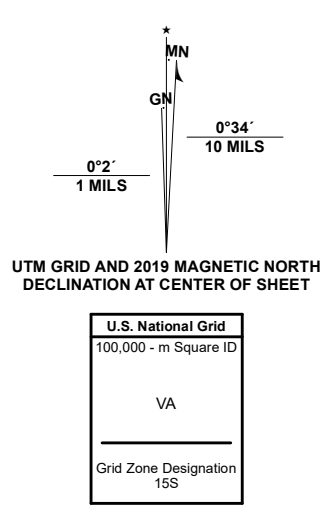 ★
MN
GN
0°34´
10 MILS
0°2´
1 MILS
UTM GRID AND 2019 MAGNETIC NORTH
DECLINATION AT CENTER OF SHEET
U.S. National Grid
100,000 - m Square ID
VA
Grid Zone Designation
15S